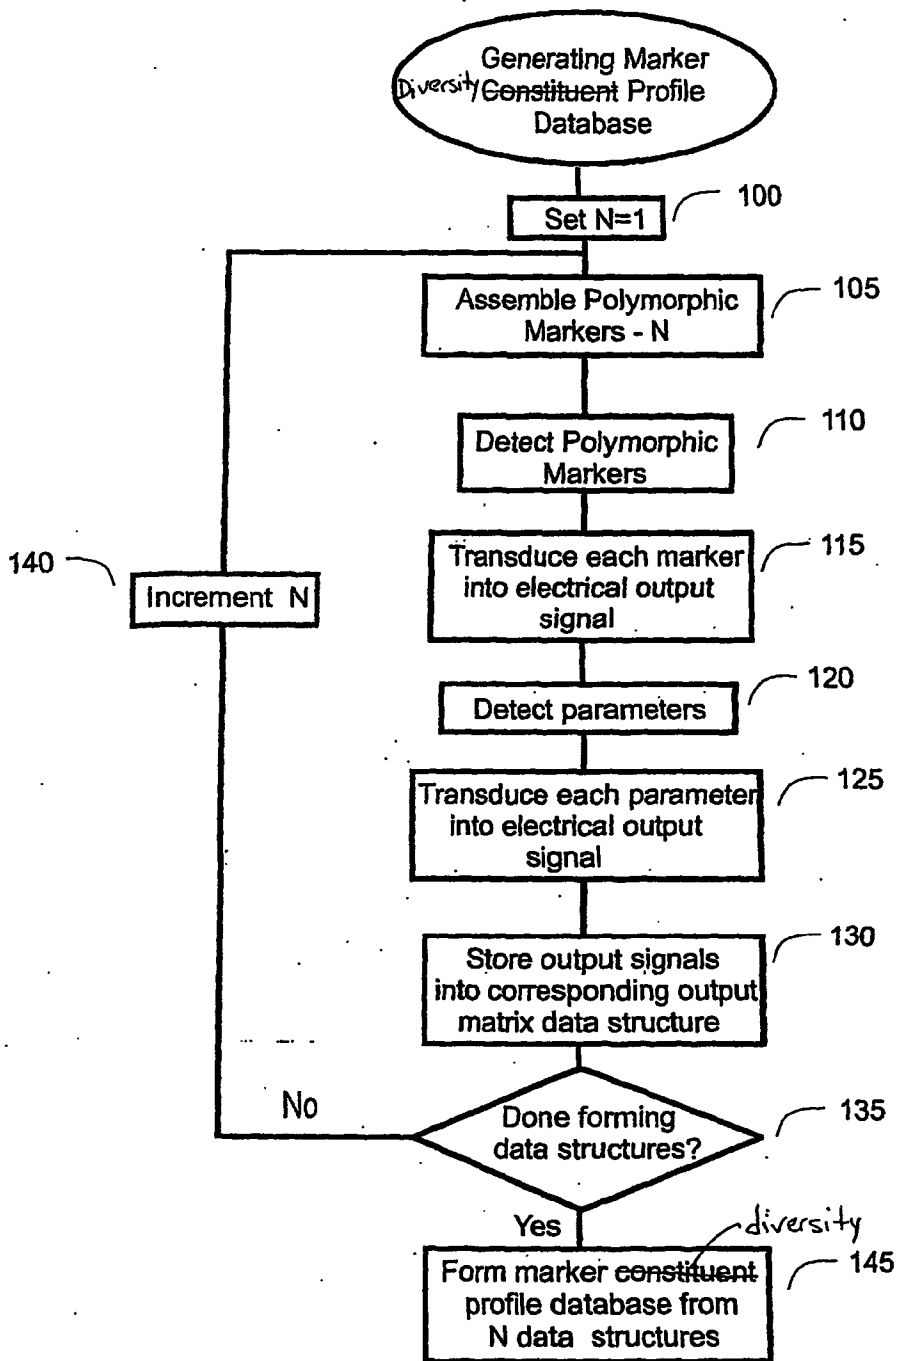 Generating Marker
Diversity Constituent Profile
Database
Set N=1
100
Assemble Polymorphic
Markers - N
105
Detect Polymorphic
Markers
110
Transduce each marker
into electrical output
signal
115
140
Increment N
Detect parameters
120
Transduce each parameter
into electrical output
signal
125
Store output signals
into corresponding output
matrix data structure
130
No
Done forming
data structures?
135
Yes
diversity
Form marker constituent
profile database from
N data structures
145